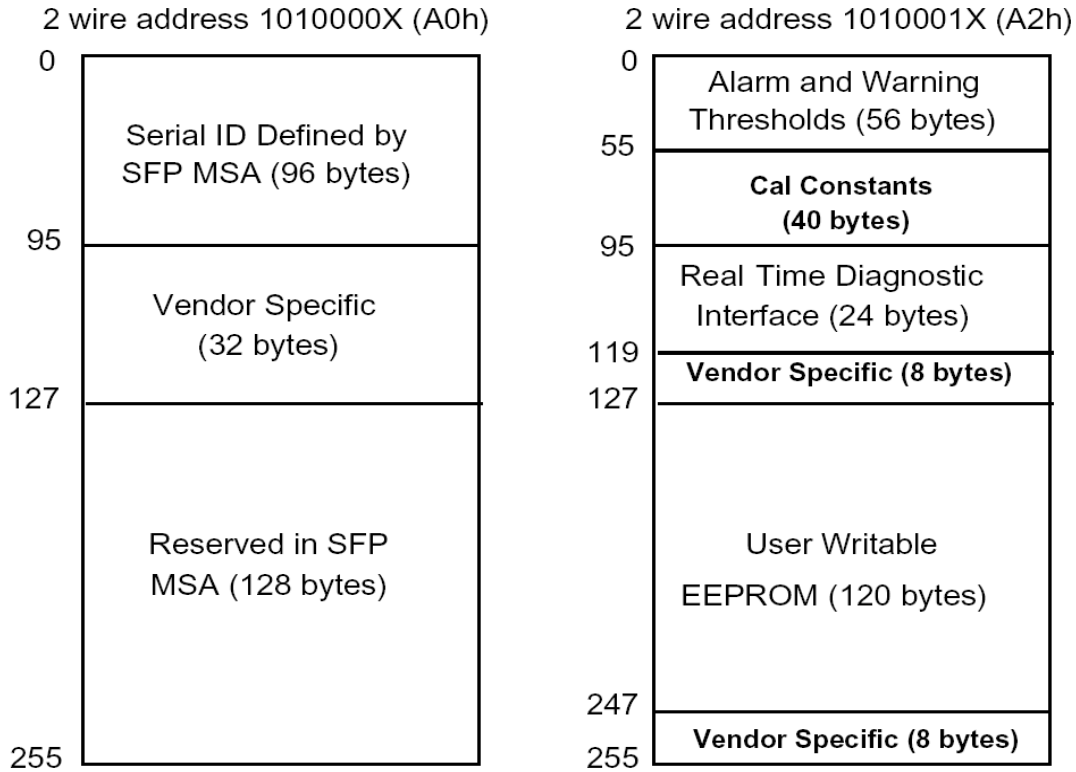 2 wire address 1010000X (A0h)
0
Serial ID Defined by
SFP MSA (96 bytes)
95
Vendor Specific
(32 bytes)
127
Reserved in SFP
MSA (128 bytes)
255
2 wire address 1010001X (A2h)
0
Alarm and Warning
Thresholds (56 bytes)
55
Cal Constants
(40 bytes)
95
Real Time Diagnostic
Interface (24 bytes)
119
Vendor Specific (8 bytes)
127
User Writable
EEPROM (120 bytes)
247
Vendor Specific (8 bytes)
255